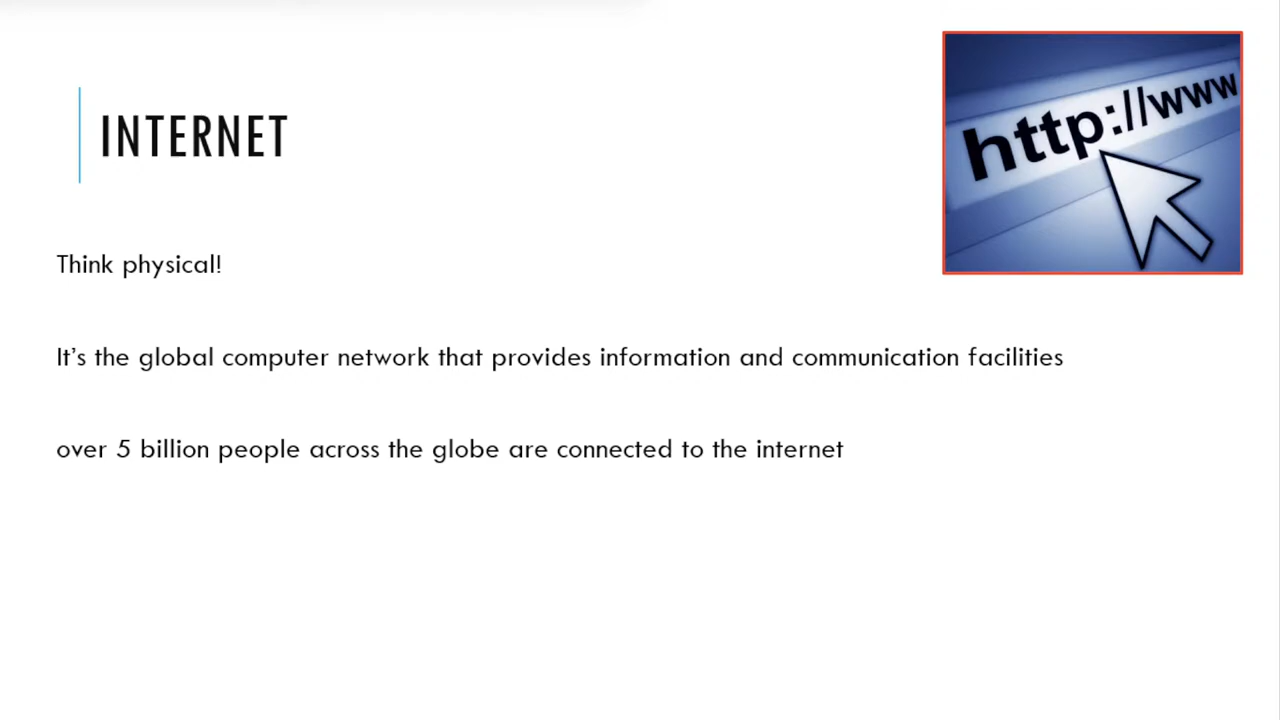 INTERNET
http://www
Think physical!
It’s the global computer network that provides information and communication facilities
over 5 billion people across the globe are connected to the internet